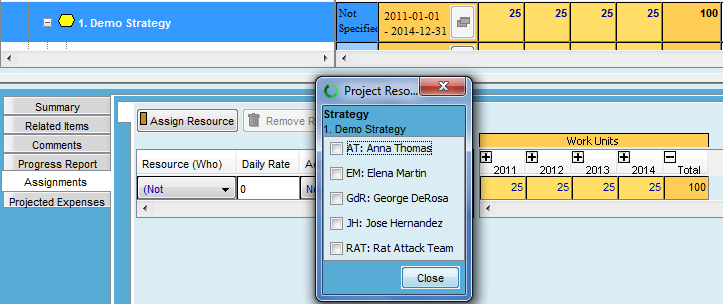 1. Demo Strategy
Not Specified
2011-01-01 - 2014-12-31
25 25 25 25 100
Summary
Related Items
Comments
Progress Report
Assignments
Projected Expenses
Assign Resource
Remove R
Resource (Who) Daily Rate
(Not 0
Project Reso...
Strategy
1. Demo Strategy
AT: Anna Thomas
EM: Elena Martin
GdR: George DeRosa
JH: Jose Hernandez
RAT: Rat Attack Team
Close
Work Units
2011 2012 2013 2014 Total
25 25 25 25 100